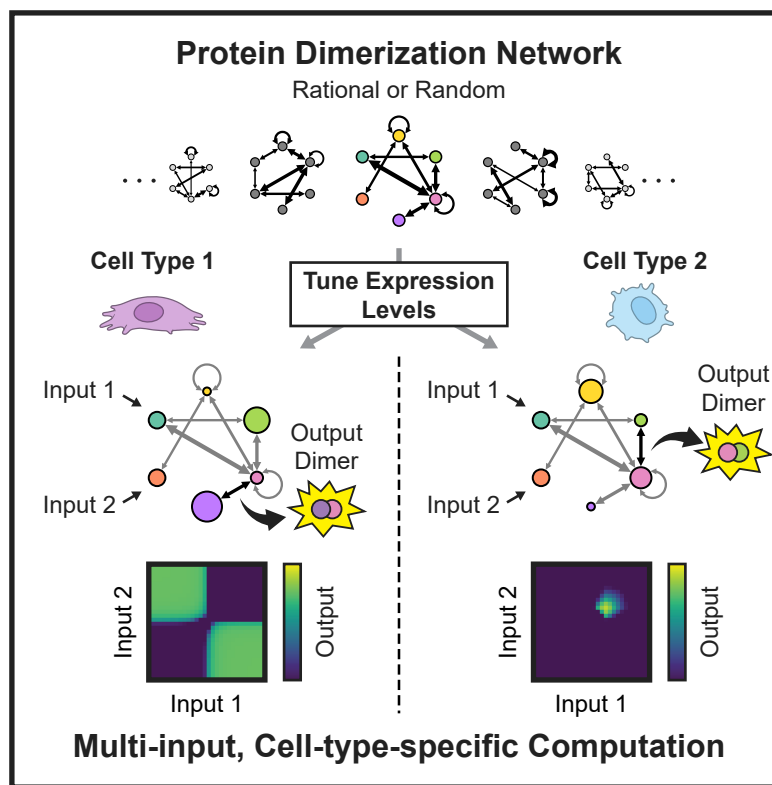 Protein Dimerization Network
Rational or Random
. . .
. . .
Cell Type 1
Cell Type 2
Tune Expression
Levels
Input 1
Input 2
Output
Dimer
Input 1
Input 2
Output
Dimer
Input 2
Output
Input 1
Input 2
Output
Input 1
Multi-input, Cell-type-specific Computation